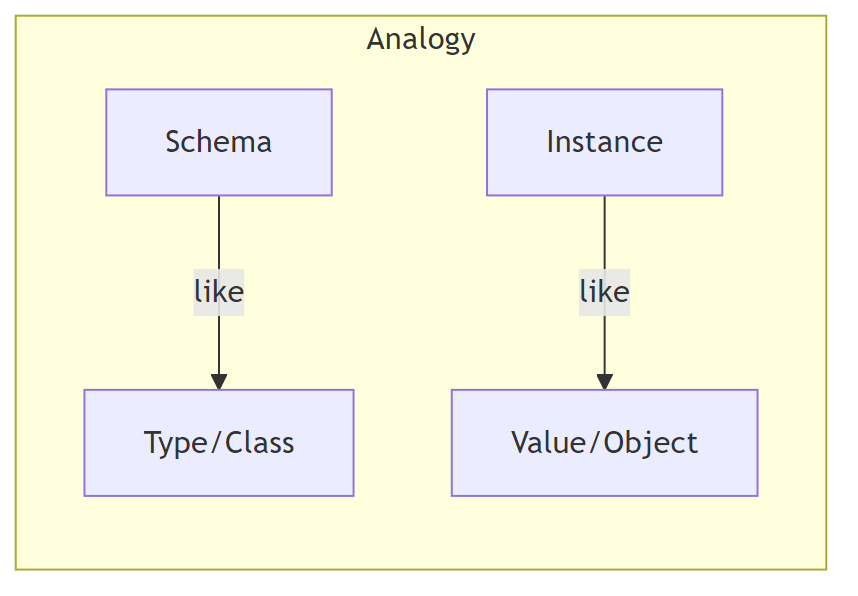 Analogy
Schema
Instance
like
like
Type/Class
Value/Object